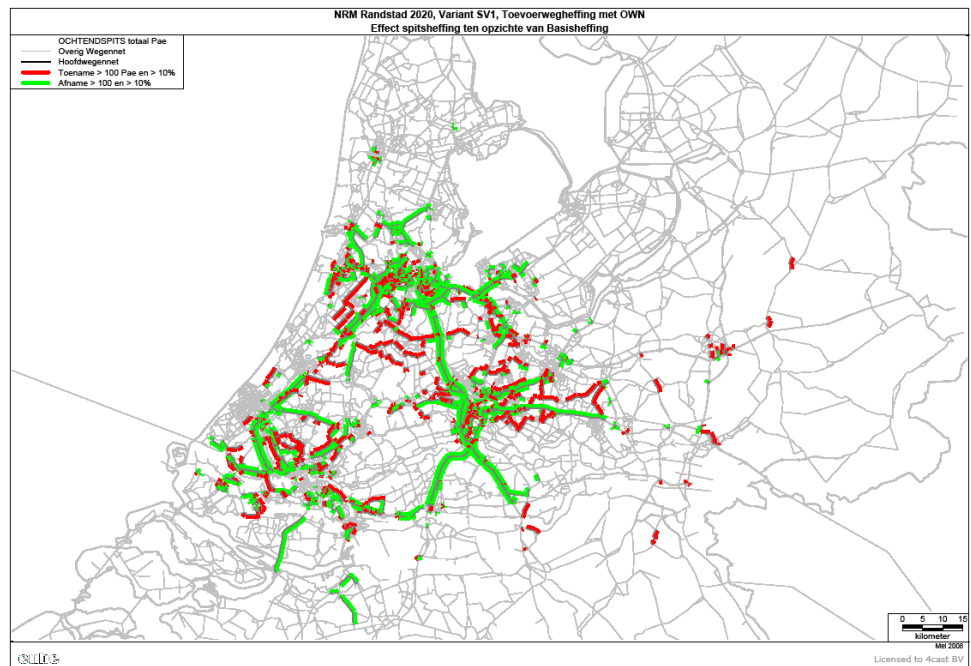 NRM Randstad 2020, Variant SV1, Toevoerwegheffing met OWN
Effect spitsheffing ten opzichte van Basisheffing
OCHTENDSPITS totaal Pae
Overig Wegennet
Hoofdwegennet
Toename > 100 Pae en > 10%
Afname > 100 en > 10%
0 5 10 15
kilometer
Mei 2008
cube
Licensed to 4cast BV